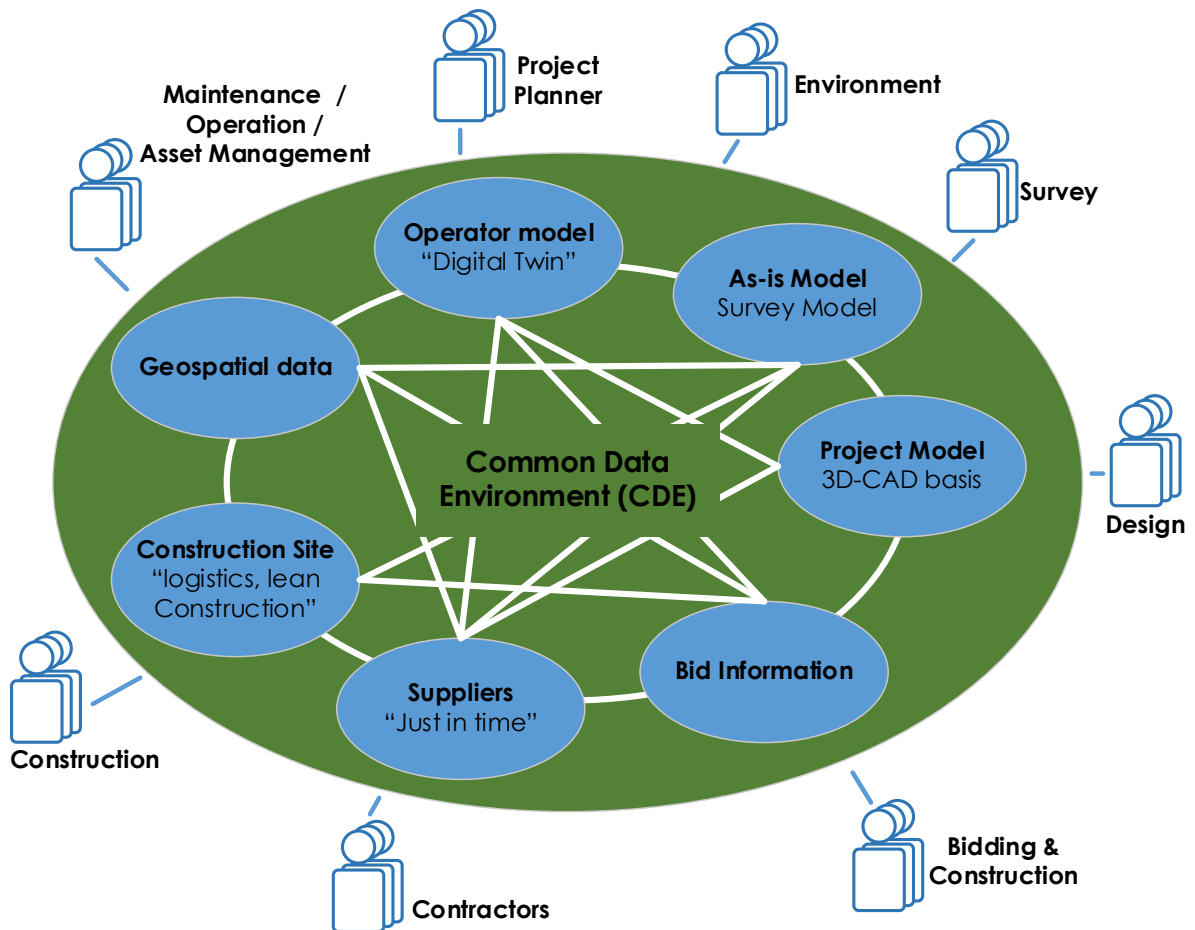 Project
Planner
Environment
Maintenance /
Operation /
Asset Management
Survey
Operator model
“Digital Twin”
As-is Model
Survey Model
Geospatial data
Project Model
3D-CAD basis
Common Data
Environment (CDE)
Design
Construction Site
“logistics, lean
Construction”
Bid Information
Suppliers
“Just in time”
Construction
Bidding &
Construction
Contractors